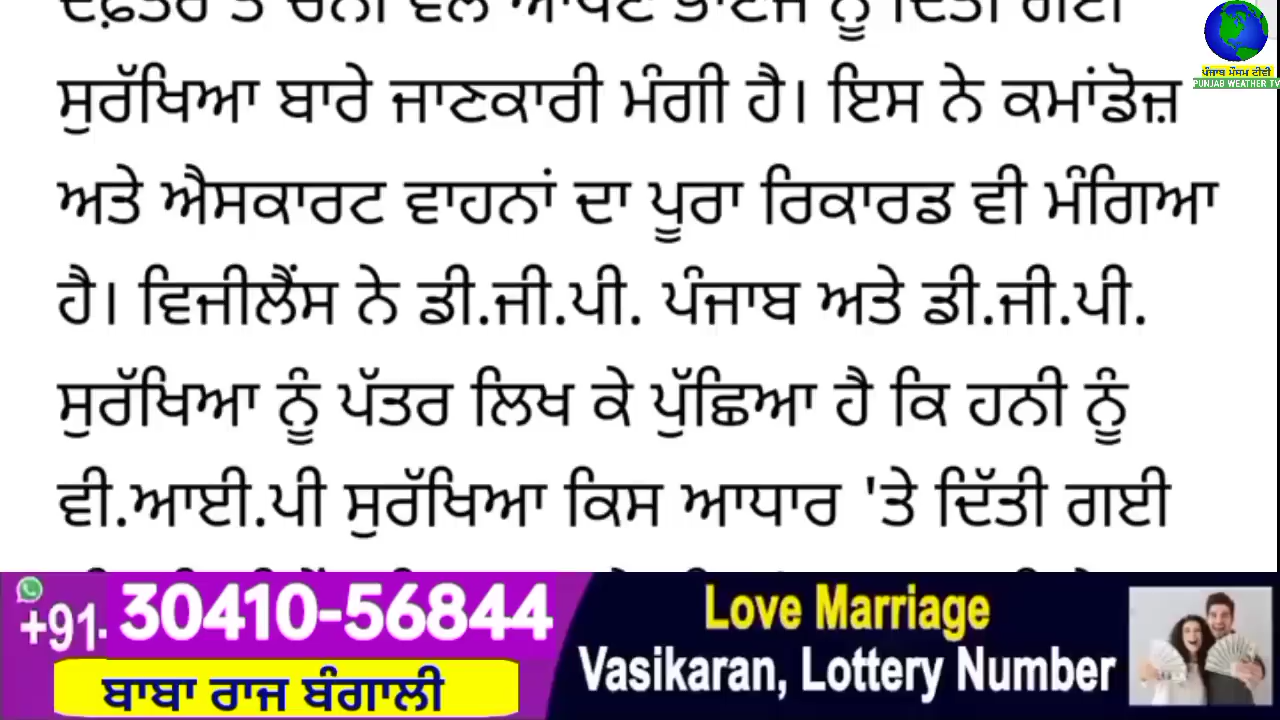 ਸੁਰੱਖਿਆ ਬਾਰੇ ਜਾਣਕਾਰੀ ਮੰਗੀ ਹੈ। ਇਸ ਨੇ ਕਮਾਂਡੋਜ਼
ਅਤੇ ਐਸਕਾਰਟ ਵਾਹਨਾਂ ਦਾ ਪੂਰਾ ਰਿਕਾਰਡ ਵੀ ਮੰਗਿਆ
ਹੈ। ਵਿਜੀਲੈਂਸ ਨੇ ਡੀ.ਜੀ.ਪੀ. ਪੰਜਾਬ ਅਤੇ ਡੀ.ਜੀ.ਪੀ.
ਸੁਰੱਖਿਆ ਨੂੰ ਪੱਤਰ ਲਿਖ ਕੇ ਪੁੱਛਿਆ ਹੈ ਕਿ ਹਨੀ ਨੂੰ
ਵੀ.ਆਈ.ਪੀ ਸੁਰੱਖਿਆ ਕਿਸ ਆਧਾਰ 'ਤੇ ਦਿੱਤੀ ਗਈ
ਪੰਜਾਬ ਮੌਸਮ ਟੀਵੀ
PUNJAB WEATHER TV
+91- 30410-56844
ਬਾਬਾ ਰਾਜ ਬੰਗਾਲੀ
Love Marriage
Vasikaran, Lottery Number